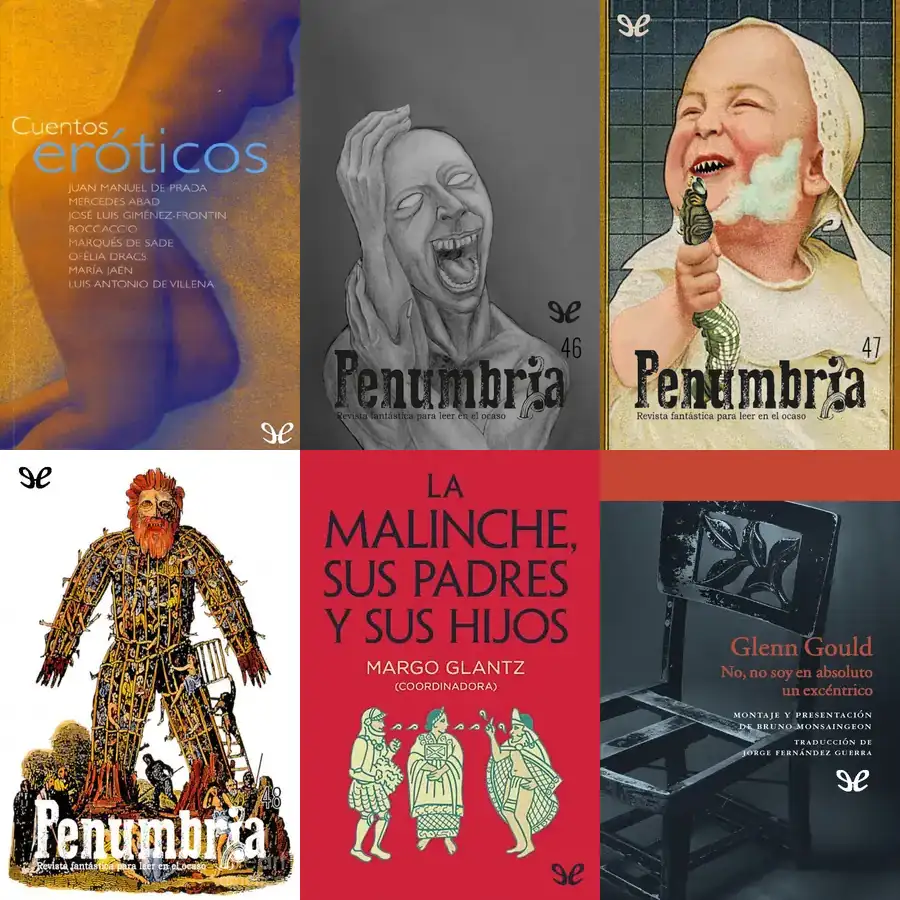 Cuentos
eróticos
JUAN MANUEL DE PRADA
MERCEDES ABAD
JOSÉ LUIS GIMÉNEZ-FRONTIN
BOCCACCIO
MARQUÉS DE SADE
OFÈLIA DRACS
MARÍA JAÉN
LUIS ANTONIO DE VILLENA
46
Penumbria
Revista fantástica para leer en el ocaso
47
Penumbria
Revista fantástica para leer en el ocaso
48
Penumbria
Revista fantástica para leer en el ocaso
LA
MALINCHE,
SUS PADRES
Y SUS HIJOS
MARGO GLANTZ
(COORDINADORA)
Glenn Gould
No, no soy en absoluto
un excéntrico
MONTAJE Y PRESENTACIÓN
DE BRUNO MONSAINGEON
TRADUCCIÓN DE
JORGE FERNÁNDEZ GUERRA